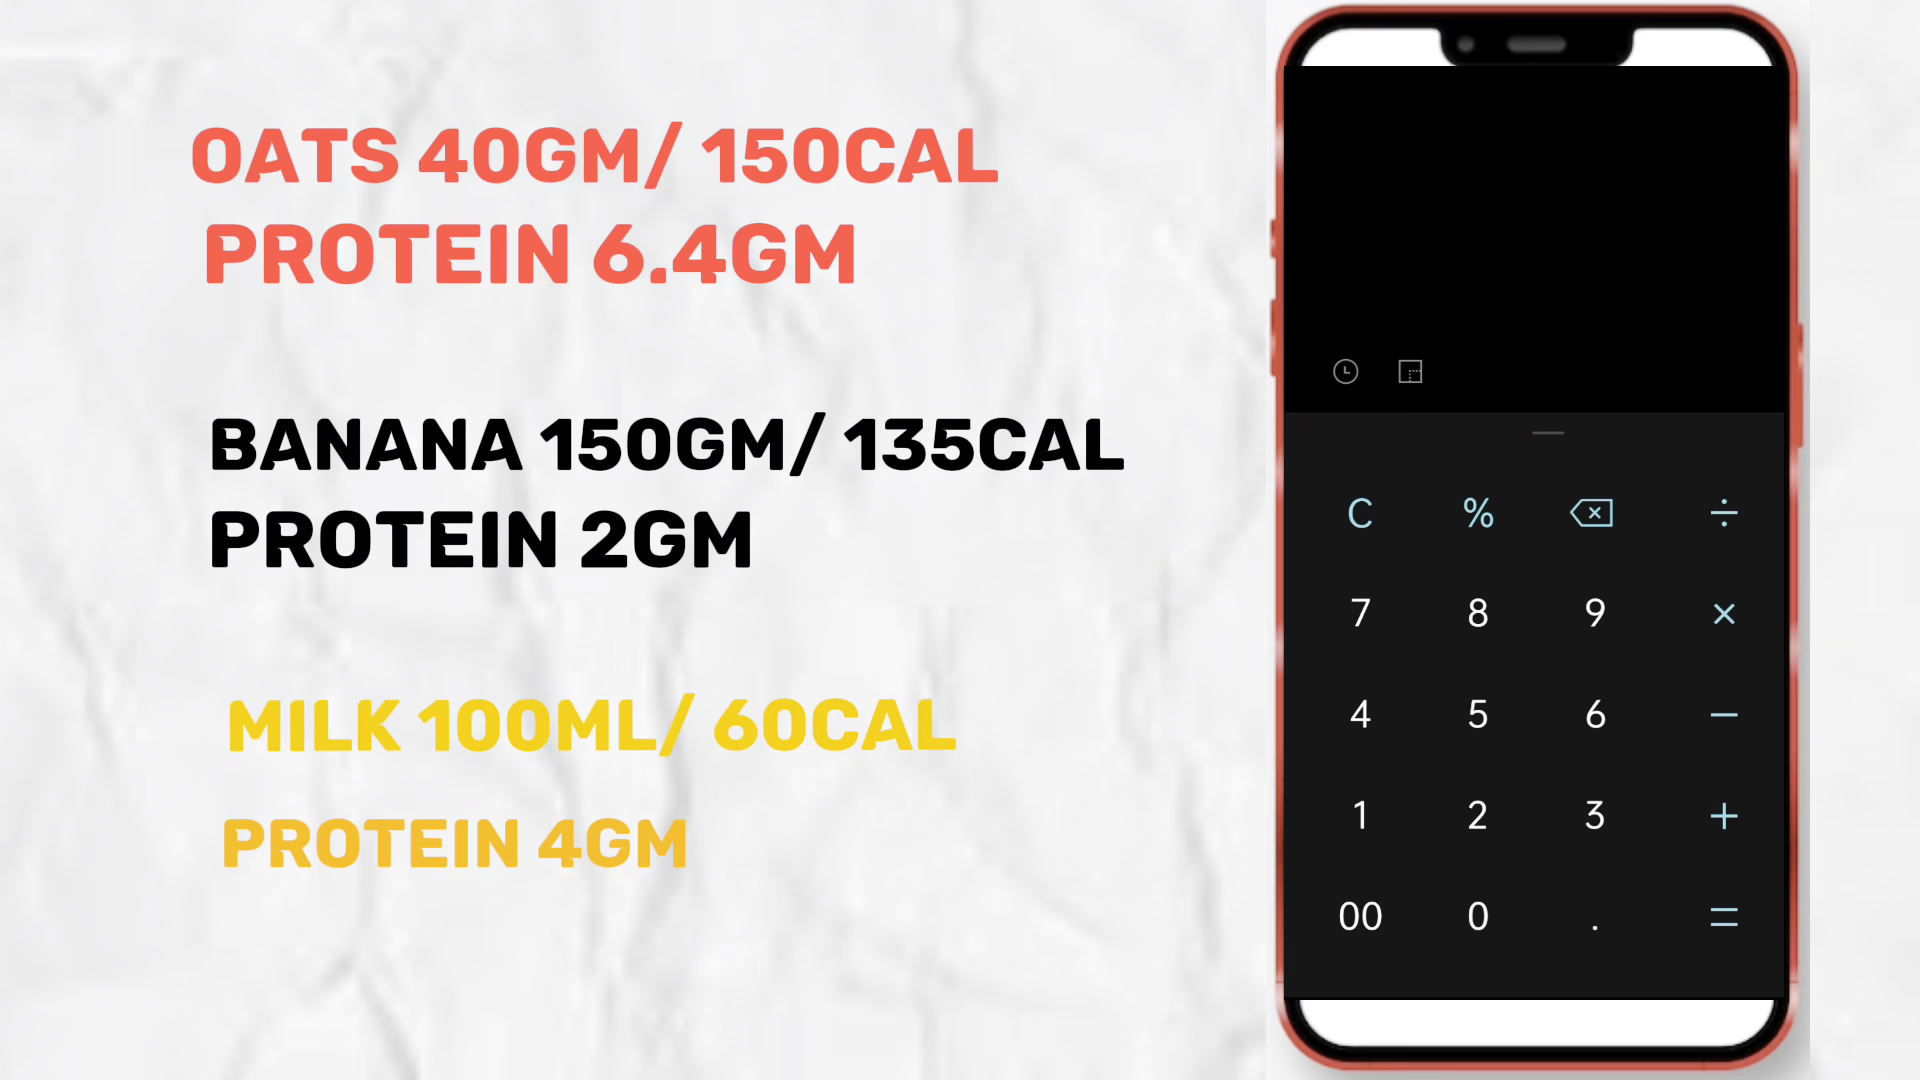 OATS 40GM/ 150CAL
PROTEIN 6.4GM
BANANA 150GM/ 135CAL
PROTEIN 2GM
MILK 100ML/ 60CAL
PROTEIN 4GM
C % ÷
7 8 9 ×
4 5 6 −
1 2 3 +
00 0 . =